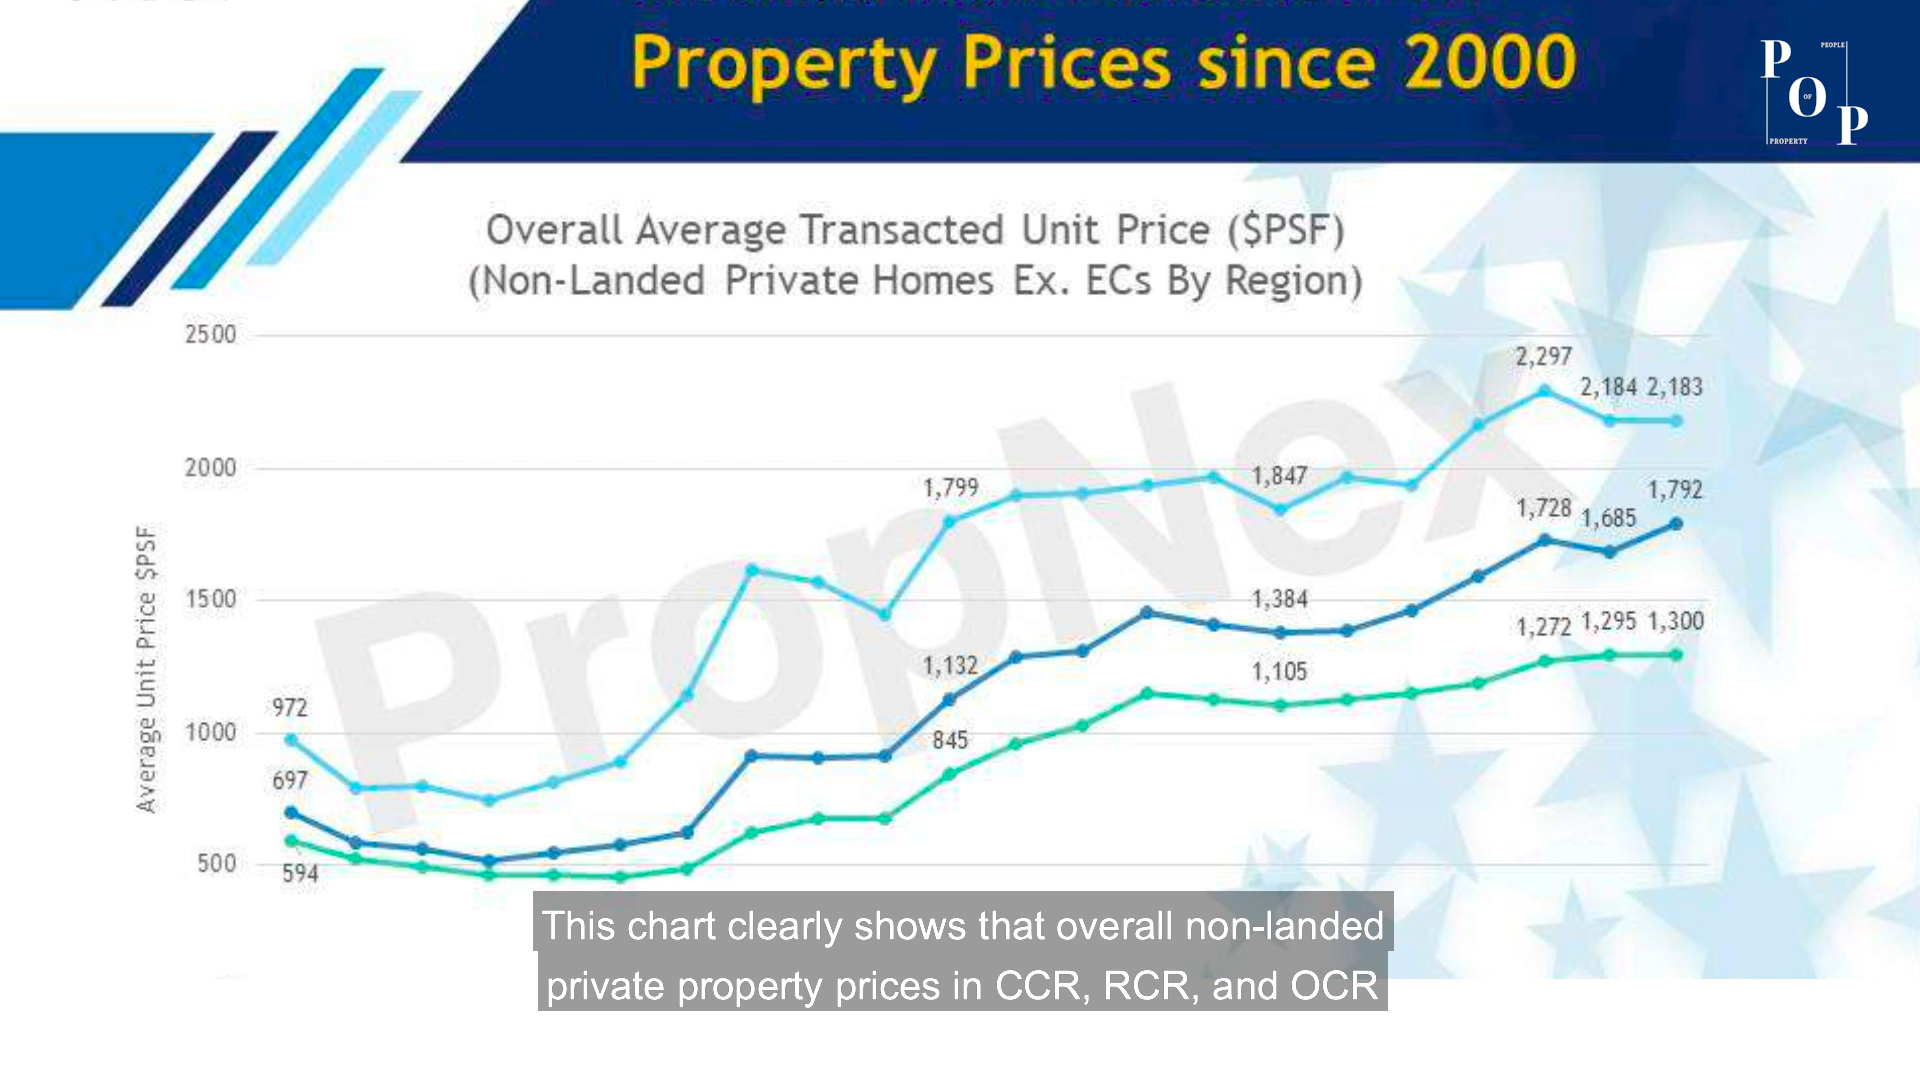 Property Prices since 2000
PEOPLE
P
O
OF
P
PROPERTY
Overall Average Transacted Unit Price ($PSF)
(Non-Landed Private Homes Ex. ECs By Region)
Average Unit Price $PSF
2500
2000
1500
1000
500
2,297
2,184 2,183
1,799
1,847
1,792
1,728 1,685
1,384
1,132
1,272 1,295 1,300
1,105
845
972
697
594
PropNex
This chart clearly shows that overall non-landed
private property prices in CCR, RCR, and OCR